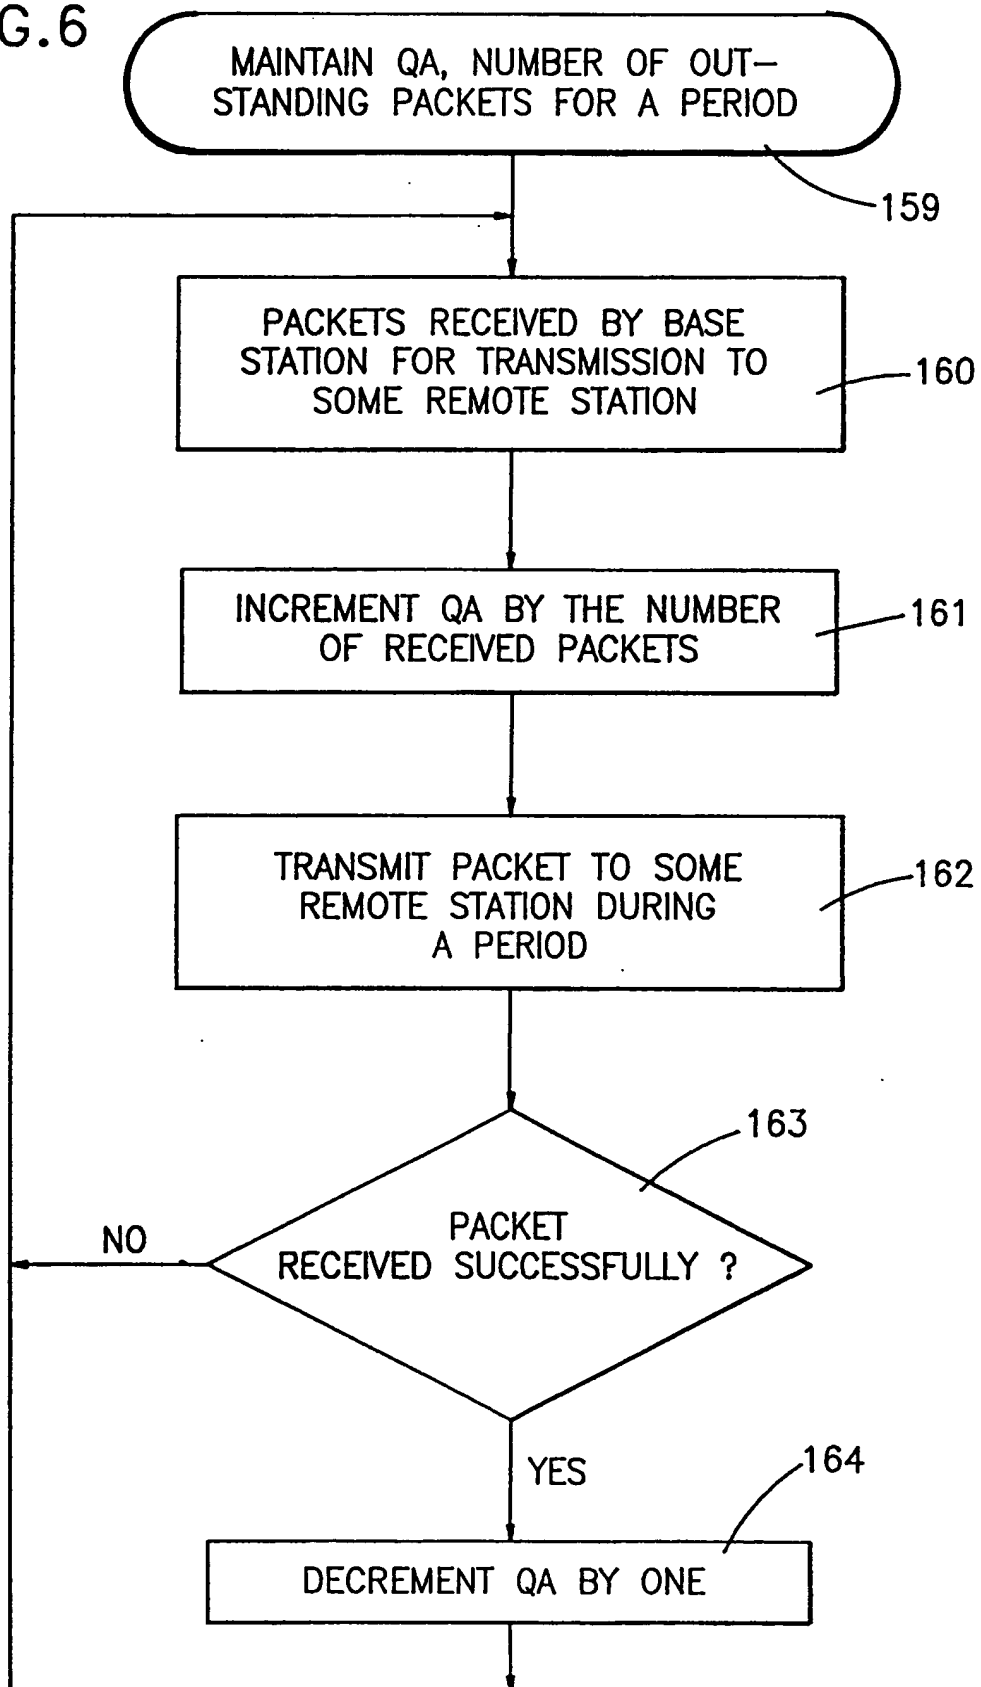 G.6
MAINTAIN QA, NUMBER OF OUT-
STANDING PACKETS FOR A PERIOD
159
PACKETS RECEIVED BY BASE
STATION FOR TRANSMISSION TO
SOME REMOTE STATION
160
INCREMENT QA BY THE NUMBER
OF RECEIVED PACKETS
161
TRANSMIT PACKET TO SOME
REMOTE STATION DURING
A PERIOD
162
163
PACKET
RECEIVED SUCCESSFULLY ?
NO
YES
164
DECREMENT QA BY ONE